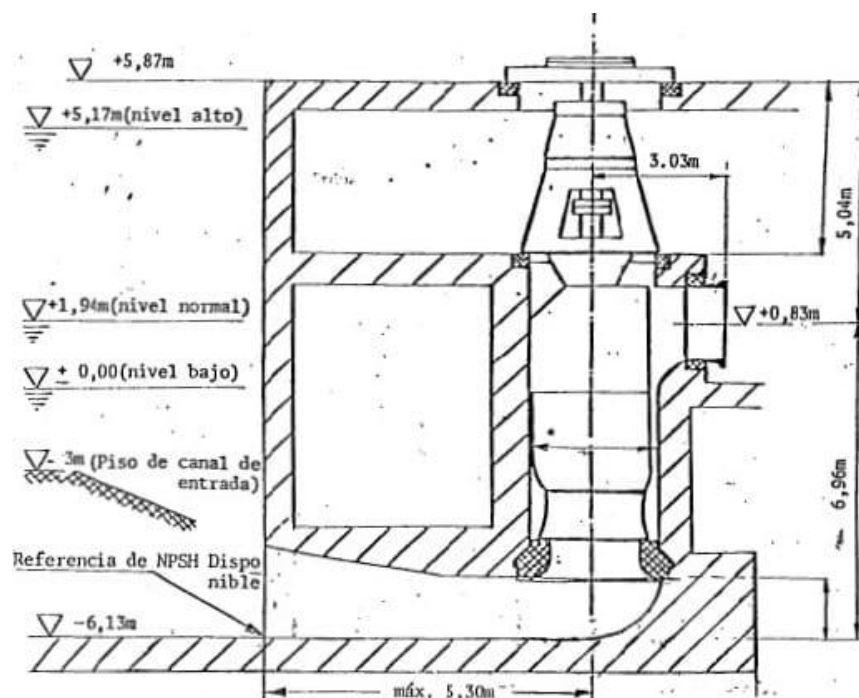 +5,87m
+5,17m(nivel alto)
3.03m
5,04m
+1,94m(nivel normal)
+0,83m
+ 0,00(nivel bajo)
- 3m (Piso de canal de
entrada)
6,96m
Referencia de NPSH Dispo
nible
-6,13m
máx. 5.30m